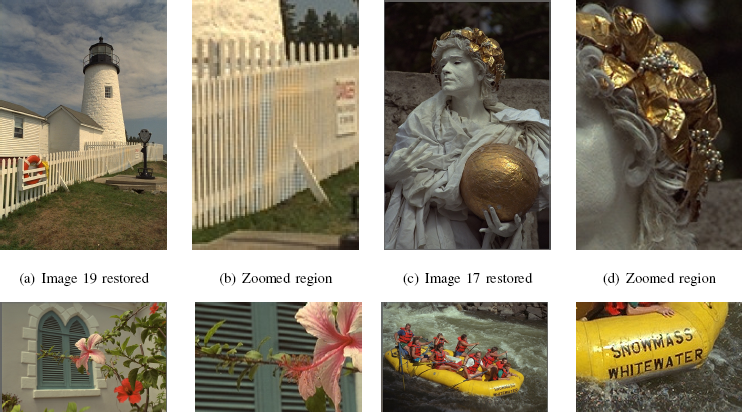 (a) Image 19 restored
(b) Zoomed region
(c) Image 17 restored
(d) Zoomed region
SNOWMASS
WHITEWATER